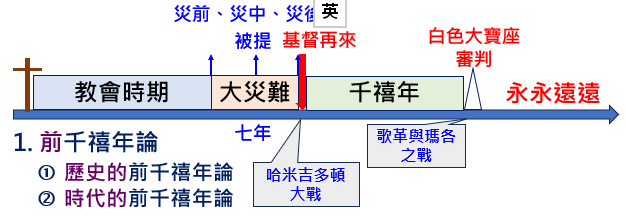 災前、災中、災後
英
被提
基督再來
白色大寶座
審判
教會時期
大災難
千禧年
永永遠遠
七年
哈米吉多頓
大戰
歌革與瑪各
之戰
1. 前千禧年論
① 歷史的前千禧年論
② 時代的前千禧年論